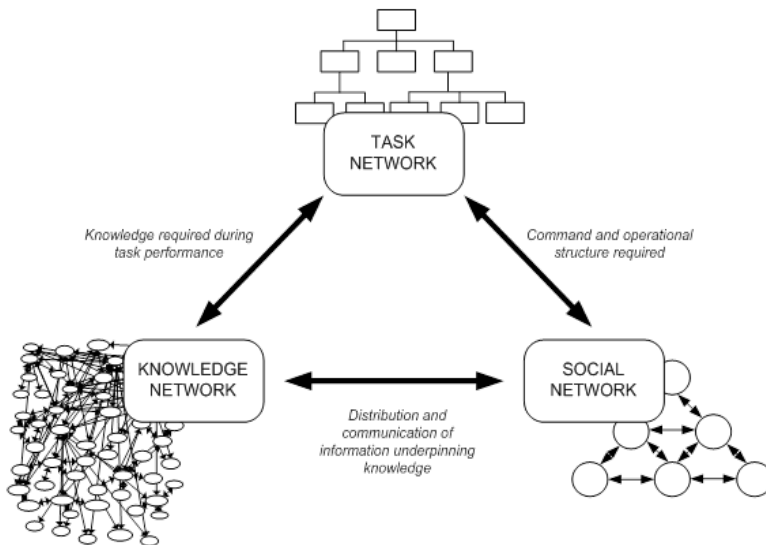 TASK
NETWORK
Knowledge required during
task performance
Command and operational
structure required
KNOWLEDGE
NETWORK
SOCIAL
NETWORK
Distribution and
communication of
information underpinning
knowledge